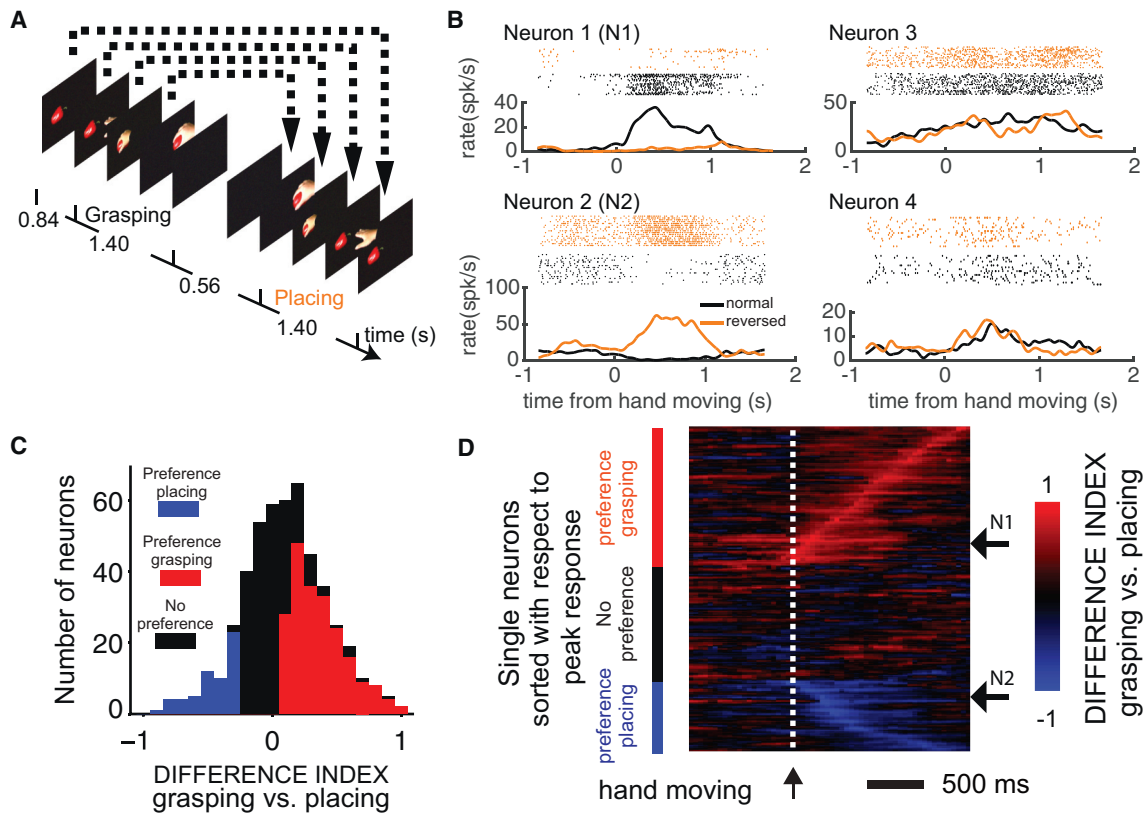 A
0.84
Grasping
1.40
0.56
Placing
1.40
time (s)
B
Neuron 1 (N1)
rate(spk/s)
40
20
0
-1
0
1
2
Neuron 3
50
0
-1
0
1
2
Neuron 2 (N2)
rate(spk/s)
100
50
0
normal
reversed
-1
0
1
2
time from hand moving (s)
Neuron 4
20
10
0
-1
0
1
2
time from hand moving (s)
C
Number of neurons
60
40
20
0
Preference
placing
Preference
grasping
No
preference
−1
0
1
DIFFERENCE INDEX
grasping vs. placing
D
Single neurons
sorted with respect to
peak response
preference
grasping
No
preference
preference
placing
N1
N2
1
-1
DIFFERENCE INDEX
grasping vs. placing
hand moving
500 ms